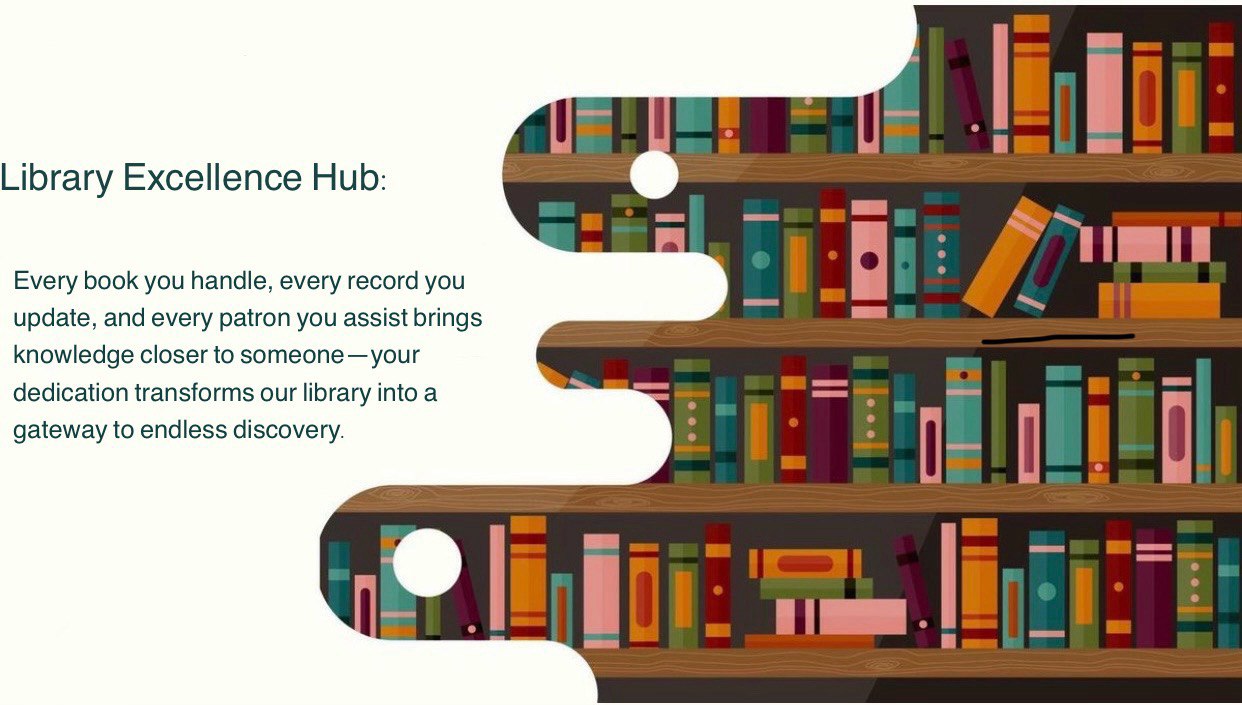 Library Excellence Hub:
Every book you handle, every record you
update, and every patron you assist brings
knowledge closer to someone—your
dedication transforms our library into a
gateway to endless discovery.